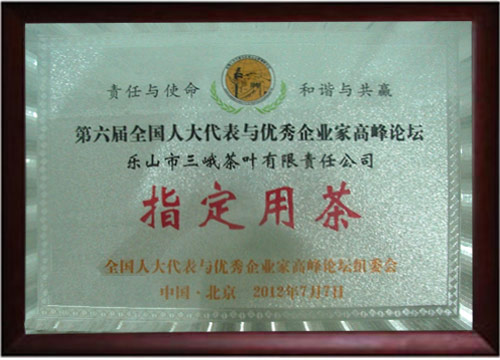 责任与使命 和谐与共赢
第六届全国人大代表与优秀企业家高峰论坛
乐山市三峨茶叶有限责任公司
指定用茶
全国人大代表与优秀企业家高峰论坛组委会
中国·北京 2012年7月7日